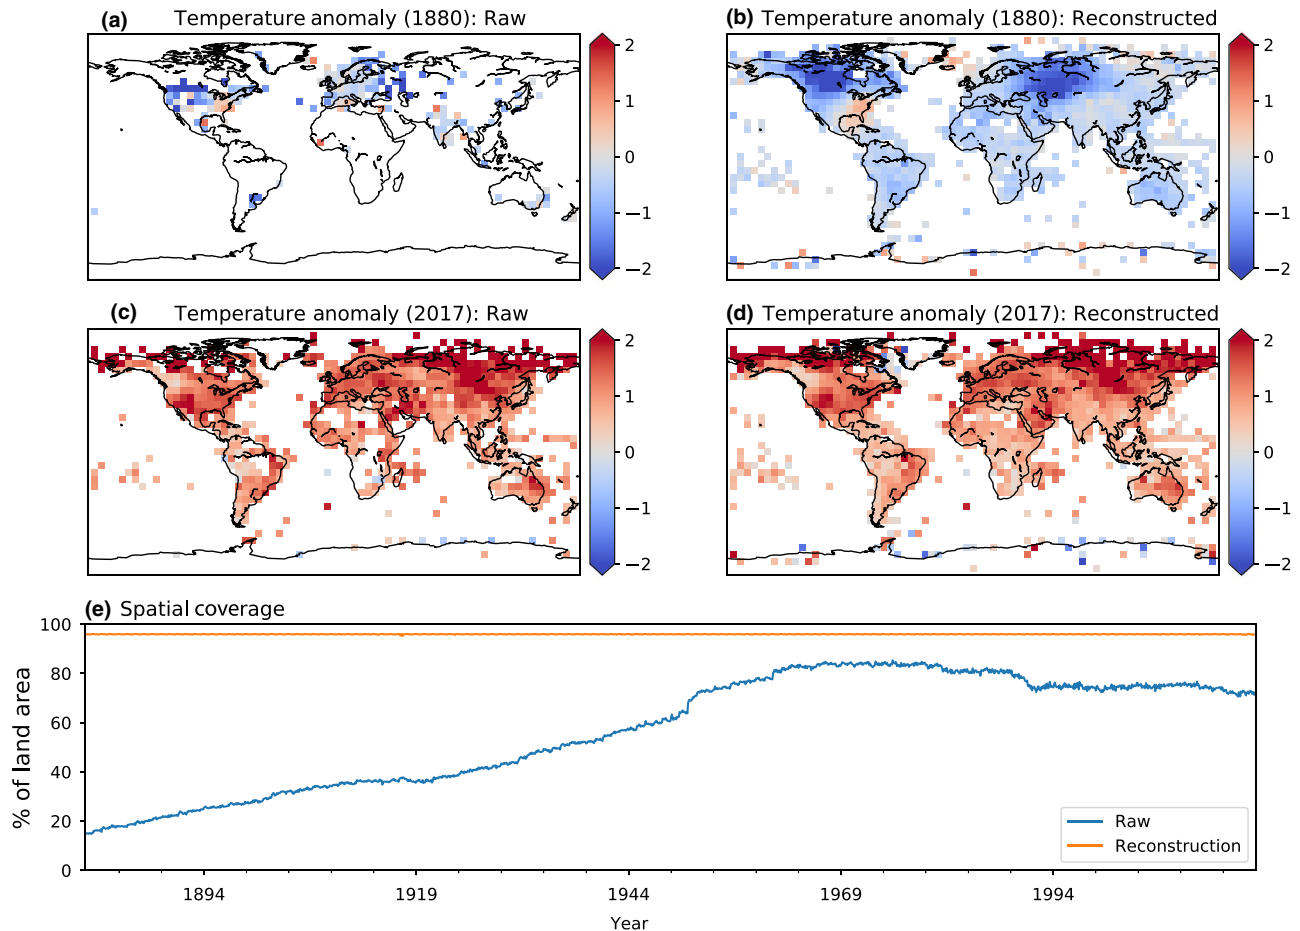 (a) Temperature anomaly (1880): Raw
2
1
0
−1
−2
(b) Temperature anomaly (1880): Reconstructed
2
1
0
−1
−2
(c) Temperature anomaly (2017): Raw
2
1
0
−1
−2
(d) Temperature anomaly (2017): Reconstructed
2
1
0
−1
−2
(e) Spatial coverage
% of land area
100
80
60
40
20
0
Raw
Reconstruction
1894 1919 1944 1969 1994
Year